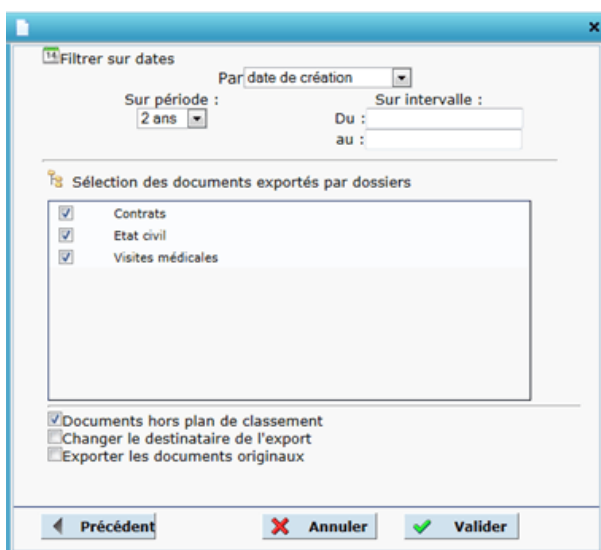 14 Filtrer sur dates
Par date de création
Sur période : Sur intervalle :
2 ans Du :
au :
Sélection des documents exportés par dossiers
Contrats
Etat civil
Visites médicales
Documents hors plan de classement
Changer le destinataire de l'export
Exporter les documents originaux
Précédent Annuler Valider